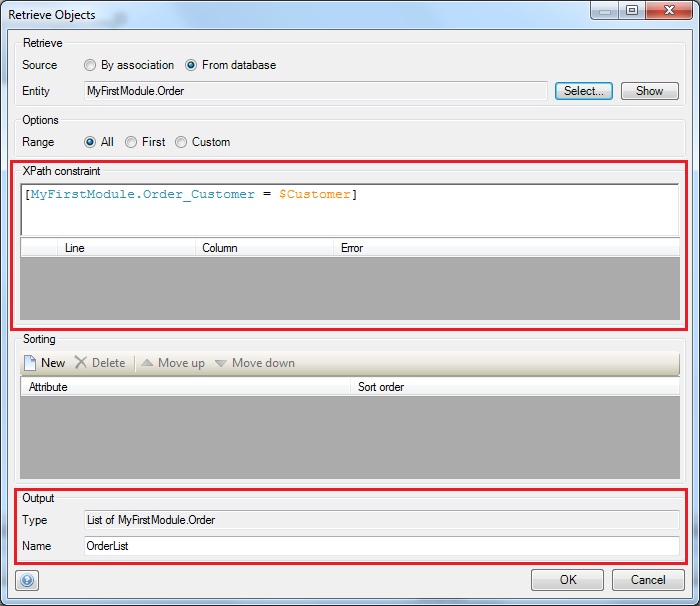 Retrieve Objects
Retrieve
Source By association From database
Entity MyFirstModule.Order Select... Show
Options
Range All First Custom
XPath constraint
[MyFirstModule.Order_Customer = $Customer]
Line Column Error
Sorting
New Delete Move up Move down
Attribute Sort order
Output
Type List of MyFirstModule.Order
Name OrderList
? OK Cancel